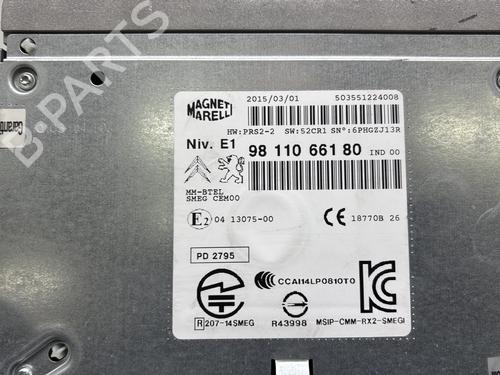 B-PARTS
MAGNETI
MARELLI
2015/03/01
503551224008
HW:PRS2-2 SW:52CR1 SN°:6PHGZJ13R
Niv. E1
98 110 661 80
IND 00
MM-BTEL
SMEG CEM00
E2 04 13075-00
CE 18770B 26
PD 2795
CCAI14LP0810T0
R 207-14SMEG
R43998
MSIP-CMM-RX2-SMEGI